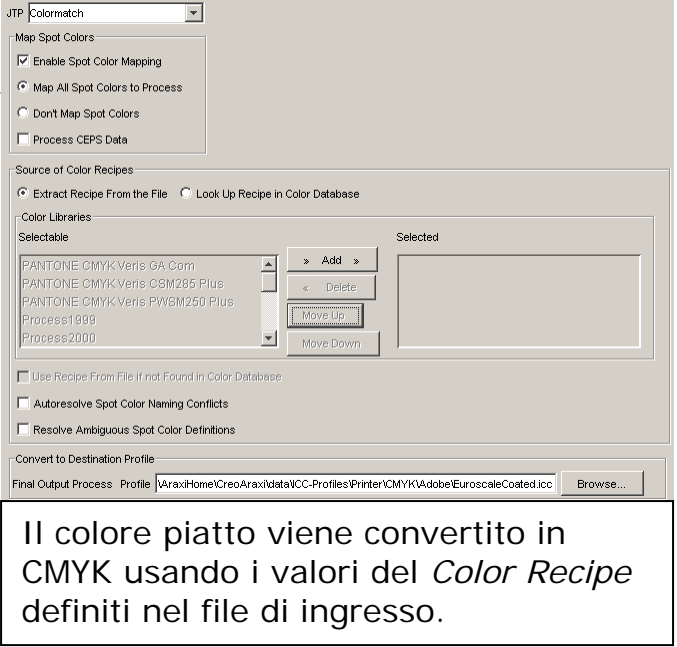 JTP Colormatch
Map Spot Colors
Enable Spot Color Mapping
Map All Spot Colors to Process
Don't Map Spot Colors
Process CEPS Data
Source of Color Recipes
Extract Recipe From the File Look Up Recipe in Color Database
Color Libraries
Selectable Selected
PANTONE CMYK Veris GA Com
PANTONE CMYK Veris CSM285 Plus
PANTONE CMYK Veris PWSM250 Plus
Process1999
Process2000
» Add »
« Delete
Move Up
Move Down
Use Recipe From File if not Found in Color Database
Autoresolve Spot Color Naming Conflicts
Resolve Ambiguous Spot Color Definitions
Convert to Destination Profile
Final Output Process Profile \AraxiHome\CreoAraxi\data\ICC-Profiles\Printer\CMYK\Adobe\EuroscaleCoated.icc Browse...
Il colore piatto viene convertito in
CMYK usando i valori del Color Recipe
definiti nel file di ingresso.